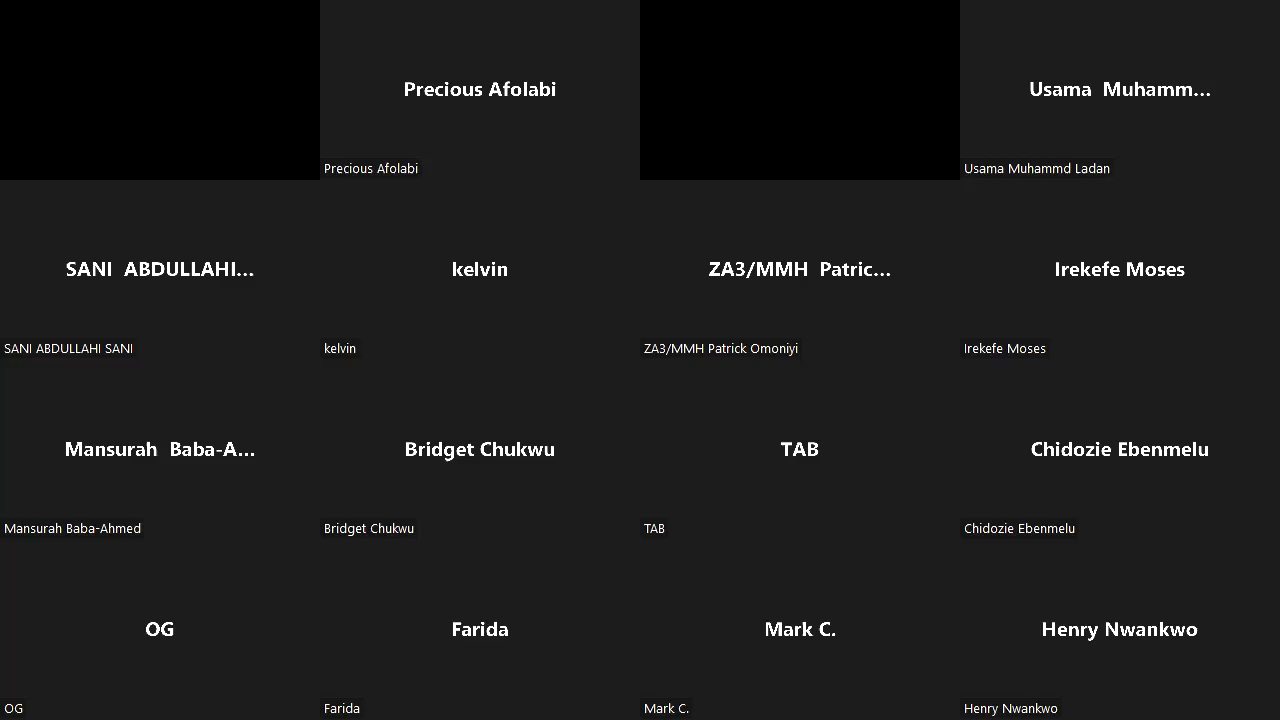 Precious Afolabi
Usama Muhamm...
Precious Afolabi
Usama Muhammd Ladan
SANI ABDULLAHI...
kelvin
ZA3/MMH Patric...
Irekefe Moses
SANI ABDULLAHI SANI
kelvin
ZA3/MMH Patrick Omoniyi
Irekefe Moses
Mansurah Baba-A...
Bridget Chukwu
TAB
Chidozie Ebenmelu
Mansurah Baba-Ahmed
Bridget Chukwu
TAB
Chidozie Ebenmelu
OG
Farida
Mark C.
Henry Nwankwo
OG
Farida
Mark C.
Henry Nwankwo